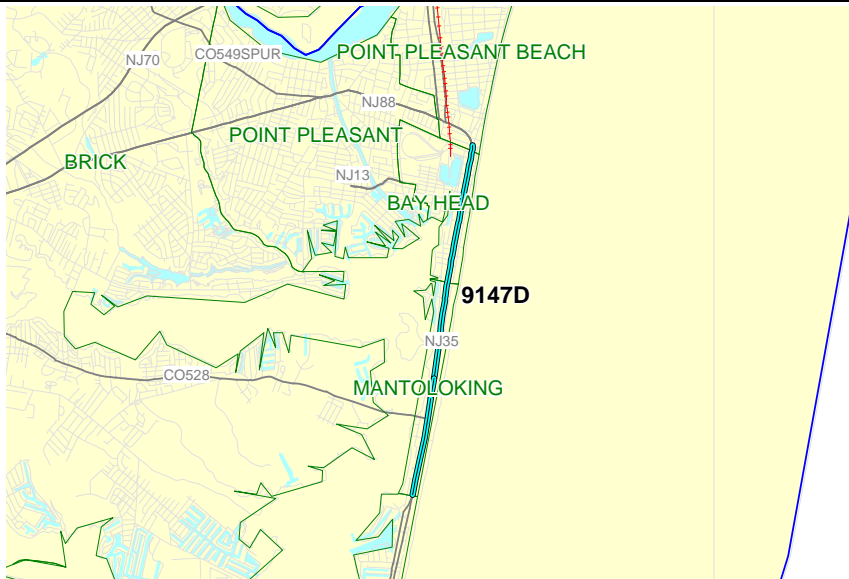 POINT PLEASANT BEACH
CO549SPUR
NJ70
NJ88
POINT PLEASANT
BRICK
NJ13
BAY HEAD
9147D
NJ35
CO528
MANTOLOKING